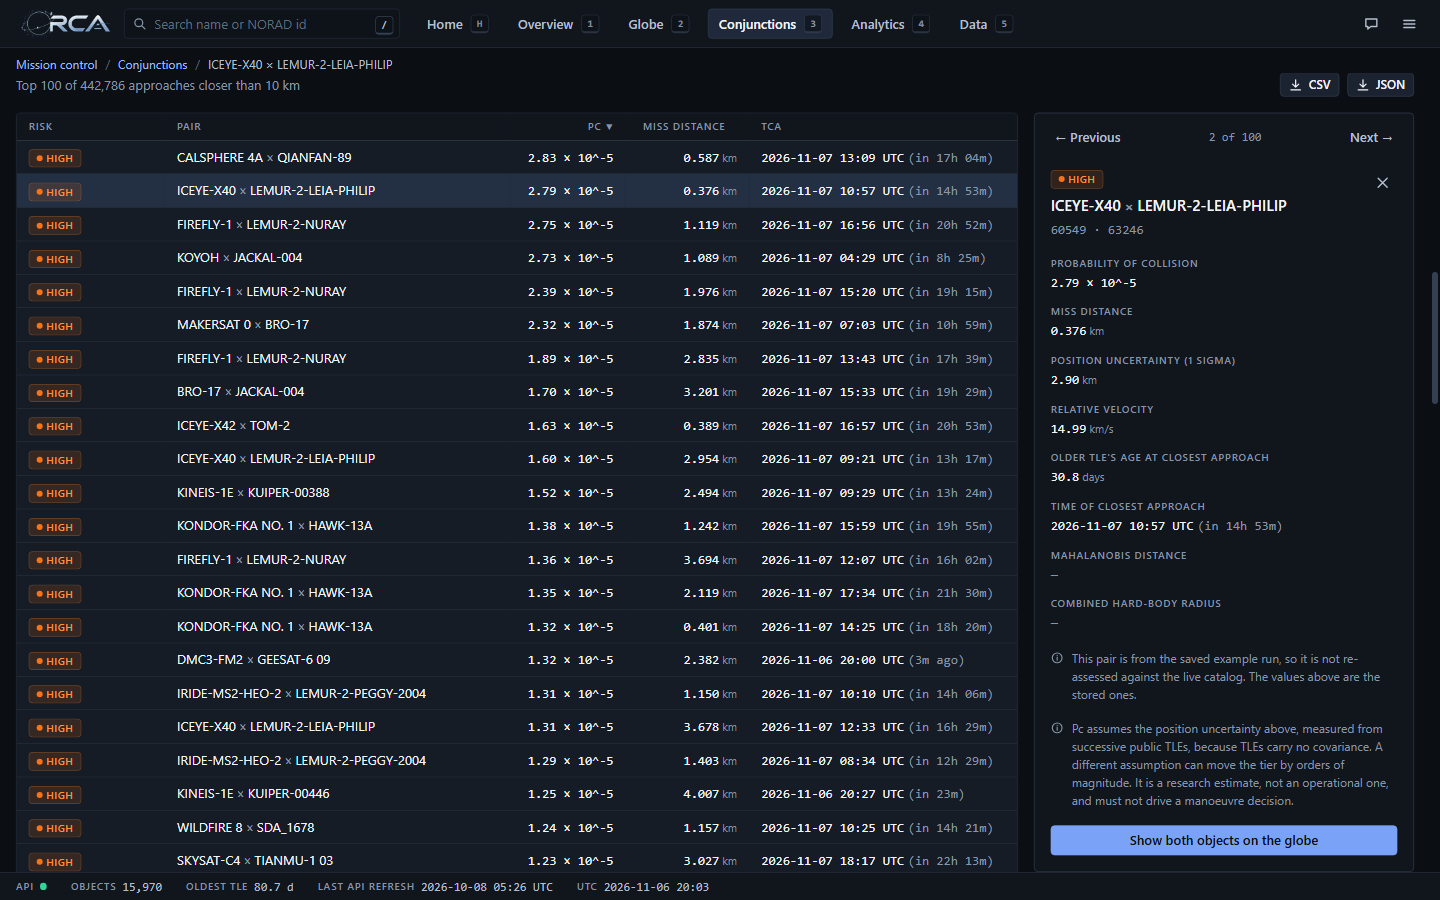 ORCA
Search name or NORAD id /
Home H
Overview 1
Globe 2
Conjunctions 3
Analytics 4
Data 5
Mission control / Conjunctions / ICEYE-X40 × LEMUR-2-LEIA-PHILIP
Top 100 of 442,786 approaches closer than 10 km
CSV
JSON
RISK PAIR PC ▼ MISS DISTANCE TCA
HIGH CALSPHERE 4A × QIANFAN-89 2.83 × 10^-5 0.587 km 2026-11-07 13:09 UTC (in 17h 04m)
HIGH ICEYE-X40 × LEMUR-2-LEIA-PHILIP 2.79 × 10^-5 0.376 km 2026-11-07 10:57 UTC (in 14h 53m)
HIGH FIREFLY-1 × LEMUR-2-NURAY 2.75 × 10^-5 1.119 km 2026-11-07 16:56 UTC (in 20h 52m)
HIGH KOYOH × JACKAL-004 2.73 × 10^-5 1.089 km 2026-11-07 04:29 UTC (in 8h 25m)
HIGH FIREFLY-1 × LEMUR-2-NURAY 2.39 × 10^-5 1.976 km 2026-11-07 15:20 UTC (in 19h 15m)
HIGH MAKERSAT 0 × BRO-17 2.32 × 10^-5 1.874 km 2026-11-07 07:03 UTC (in 10h 59m)
HIGH FIREFLY-1 × LEMUR-2-NURAY 1.89 × 10^-5 2.835 km 2026-11-07 13:43 UTC (in 17h 39m)
HIGH BRO-17 × JACKAL-004 1.70 × 10^-5 3.201 km 2026-11-07 15:33 UTC (in 19h 29m)
HIGH ICEYE-X42 × TOM-2 1.63 × 10^-5 0.389 km 2026-11-07 16:57 UTC (in 20h 53m)
HIGH ICEYE-X40 × LEMUR-2-LEIA-PHILIP 1.60 × 10^-5 2.954 km 2026-11-07 09:21 UTC (in 13h 17m)
HIGH KINEIS-1E × KUIPER-00388 1.52 × 10^-5 2.494 km 2026-11-07 09:29 UTC (in 13h 24m)
HIGH KONDOR-FKA NO. 1 × HAWK-13A 1.38 × 10^-5 1.242 km 2026-11-07 15:59 UTC (in 19h 55m)
HIGH FIREFLY-1 × LEMUR-2-NURAY 1.36 × 10^-5 3.694 km 2026-11-07 12:07 UTC (in 16h 02m)
HIGH KONDOR-FKA NO. 1 × HAWK-13A 1.35 × 10^-5 2.119 km 2026-11-07 17:34 UTC (in 21h 30m)
HIGH KONDOR-FKA NO. 1 × HAWK-13A 1.32 × 10^-5 0.401 km 2026-11-07 14:25 UTC (in 18h 20m)
HIGH DMC3-FM2 × GEESAT-6 09 1.32 × 10^-5 2.382 km 2026-11-06 20:00 UTC (3m ago)
HIGH IRIDE-MS2-HEO-2 × LEMUR-2-PEGGY-2004 1.31 × 10^-5 1.150 km 2026-11-07 10:10 UTC (in 14h 06m)
HIGH ICEYE-X40 × LEMUR-2-LEIA-PHILIP 1.31 × 10^-5 3.678 km 2026-11-07 12:33 UTC (in 16h 29m)
HIGH IRIDE-MS2-HEO-2 × LEMUR-2-PEGGY-2004 1.29 × 10^-5 1.403 km 2026-11-07 08:34 UTC (in 12h 29m)
HIGH KINEIS-1E × KUIPER-00446 1.25 × 10^-5 4.007 km 2026-11-06 20:27 UTC (in 23m)
HIGH WILDFIRE 8 × SDA_1678 1.24 × 10^-5 1.157 km 2026-11-07 10:25 UTC (in 14h 21m)
HIGH SKYSAT-C4 × TIANMU-1 03 1.23 × 10^-5 3.027 km 2026-11-07 18:17 UTC (in 22h 13m)
← Previous 2 of 100 Next →
HIGH
ICEYE-X40 × LEMUR-2-LEIA-PHILIP
60549 · 63246
PROBABILITY OF COLLISION
2.79 × 10^-5
MISS DISTANCE
0.376 km
POSITION UNCERTAINTY (1 SIGMA)
2.90 km
RELATIVE VELOCITY
14.99 km/s
OLDER TLE'S AGE AT CLOSEST APPROACH
30.8 days
TIME OF CLOSEST APPROACH
2026-11-07 10:57 UTC (in 14h 53m)
MAHALANOBIS DISTANCE
—
COMBINED HARD-BODY RADIUS
—
This pair is from the saved example run, so it is not re-
assessed against the live catalog. The values above are the
stored ones.
Pc assumes the position uncertainty above, measured from
successive public TLEs, because TLEs carry no covariance. A
different assumption can move the tier by orders of
magnitude. It is a research estimate, not an operational one,
and must not drive a manoeuvre decision.
Show both objects on the globe
API OBJECTS 15,970 OLDEST TLE 80.7 d LAST API REFRESH 2026-10-08 05:26 UTC UTC 2026-11-06 20:03